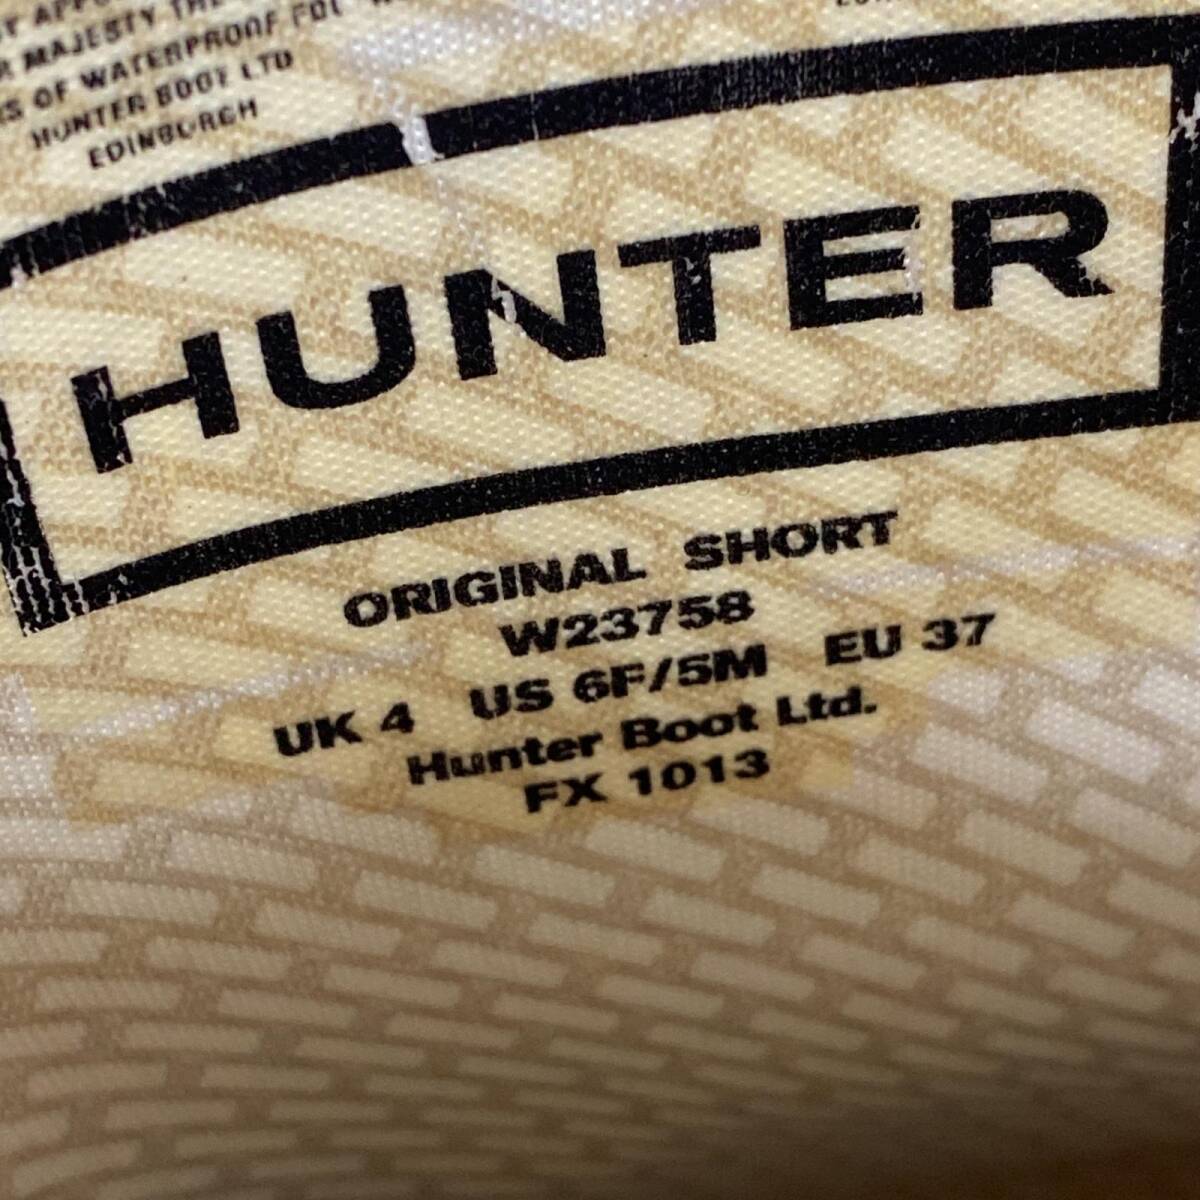 MAJESTY THE
OF WATERPROOF
HUNTER BOOT LTD
EDINBURGH
HUNTER
ORIGINAL SHORT
W23758
UK 4 US 6F/5M EU 37
Hunter Boot Ltd.
FX 1013